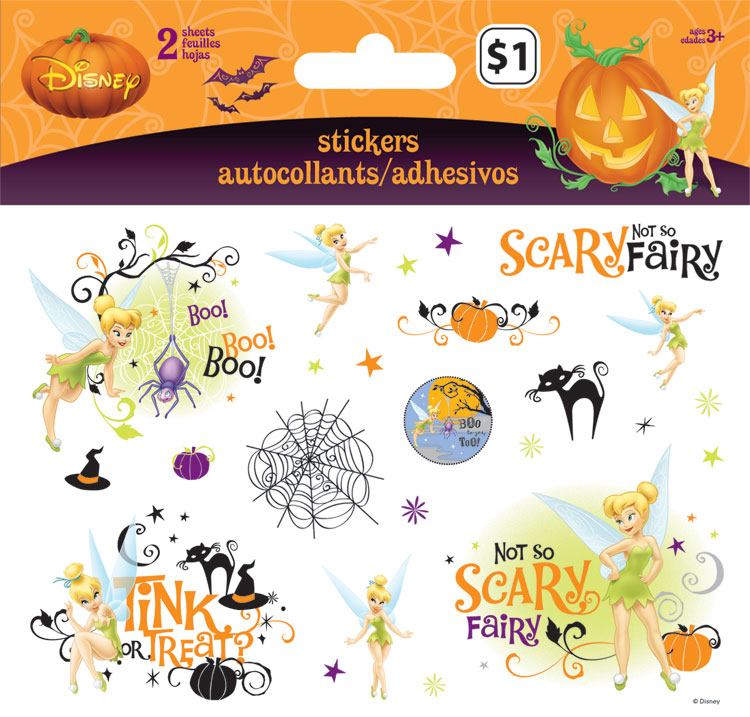 Disney
2 sheets
feuilles
hojas
$1
ages
edades 3+
stickers
autocollants/adhesivos
Boo!
Boo!
Boo!
SCARY NOT SO
FAIRY
BOO
to you
TOO!
TINK
OR TREAT?
NOT SO
SCARY
FAIRY
© Disney